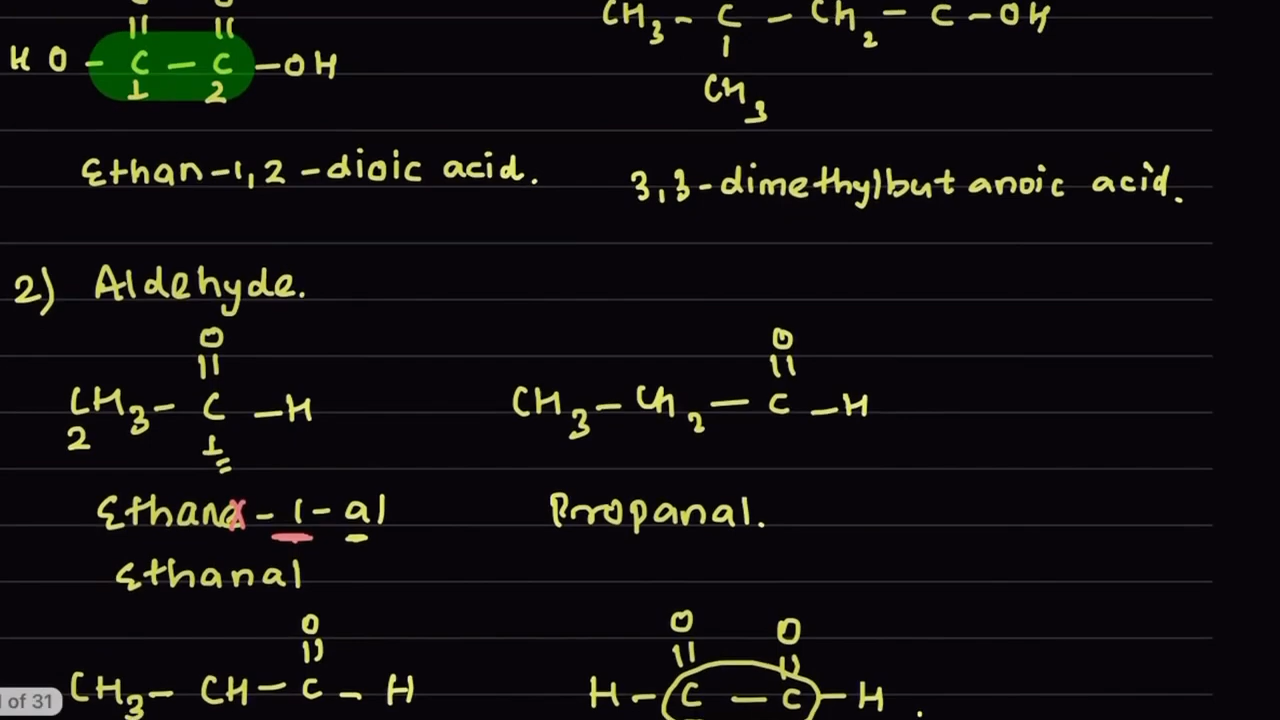 O O
|| ||
HO - C - C - OH
1 2
CH3 - C - CH2 - C - OH
|
CH3
Ethan-1,2-dioic acid.
3,3-dimethylbutanoic acid.
2) Aldehyde.
O
||
CH3 - C - H
2 1
O
||
CH3 - CH2 - C - H
Ethane - 1 - al
Propanal.
Ethanal
O
||
CH3 - CH - C - H
O O
|| ||
H - C - C - H .
of 31